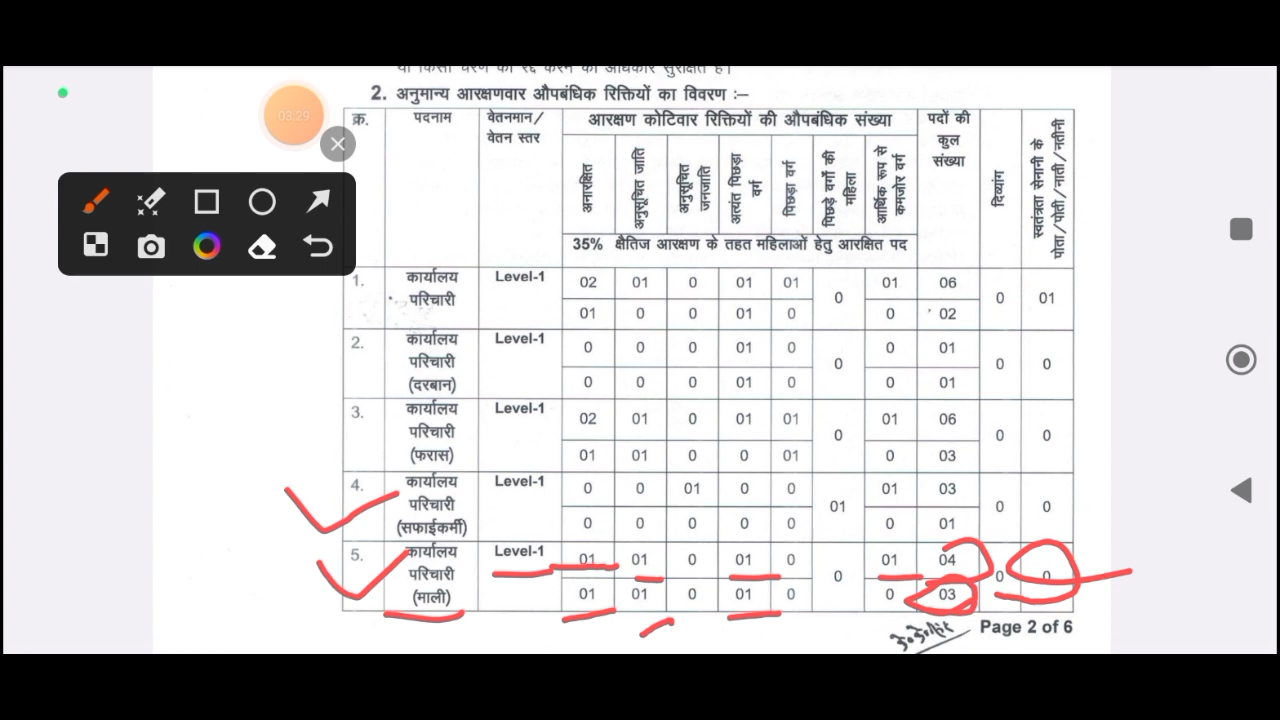 या किसी चरण को रद्द करने का अधिकार सुरक्षित है।
2. अनुमान्य आरक्षणवार औपबंधिक रिक्तियों का विवरण :–
03:29
क्र. पदनाम वेतनमान/ वेतन स्तर आरक्षण कोटिवार रिक्तियों की औपबंधिक संख्या पदों की कुल संख्या दिव्यांग स्वतंत्रता सेनानी के पोता/पोती/नाती/नतीनी
अनारक्षित अनुसूचित जाति अनुसूचित जनजाति अत्यंत पिछड़ा वर्ग पिछड़ा वर्ग पिछड़े वर्गो की महिला आर्थिक रूप से कमजोर वर्ग
35% क्षैतिज आरक्षण के तहत महिलाओं हेतु आरक्षित पद
1. कार्यालय परिचारी Level-1 02 01 0 01 01 0 01 06 0 01
01 0 0 01 0 0 02
2. कार्यालय परिचारी (दरबान) Level-1 0 0 0 01 0 0 0 01 0 0
0 0 0 01 0 0 01
3. कार्यालय परिचारी (फरास) Level-1 02 01 0 01 01 0 01 06 0 0
01 01 0 0 01 0 03
4. कार्यालय परिचारी (सफाईकर्मी) Level-1 0 0 01 0 0 01 01 03 0 0
0 0 0 0 0 0 01
5. कार्यालय परिचारी (माली) Level-1 01 01 0 01 0 0 01 04 0 0
01 01 0 01 0 0 03
Page 2 of 6